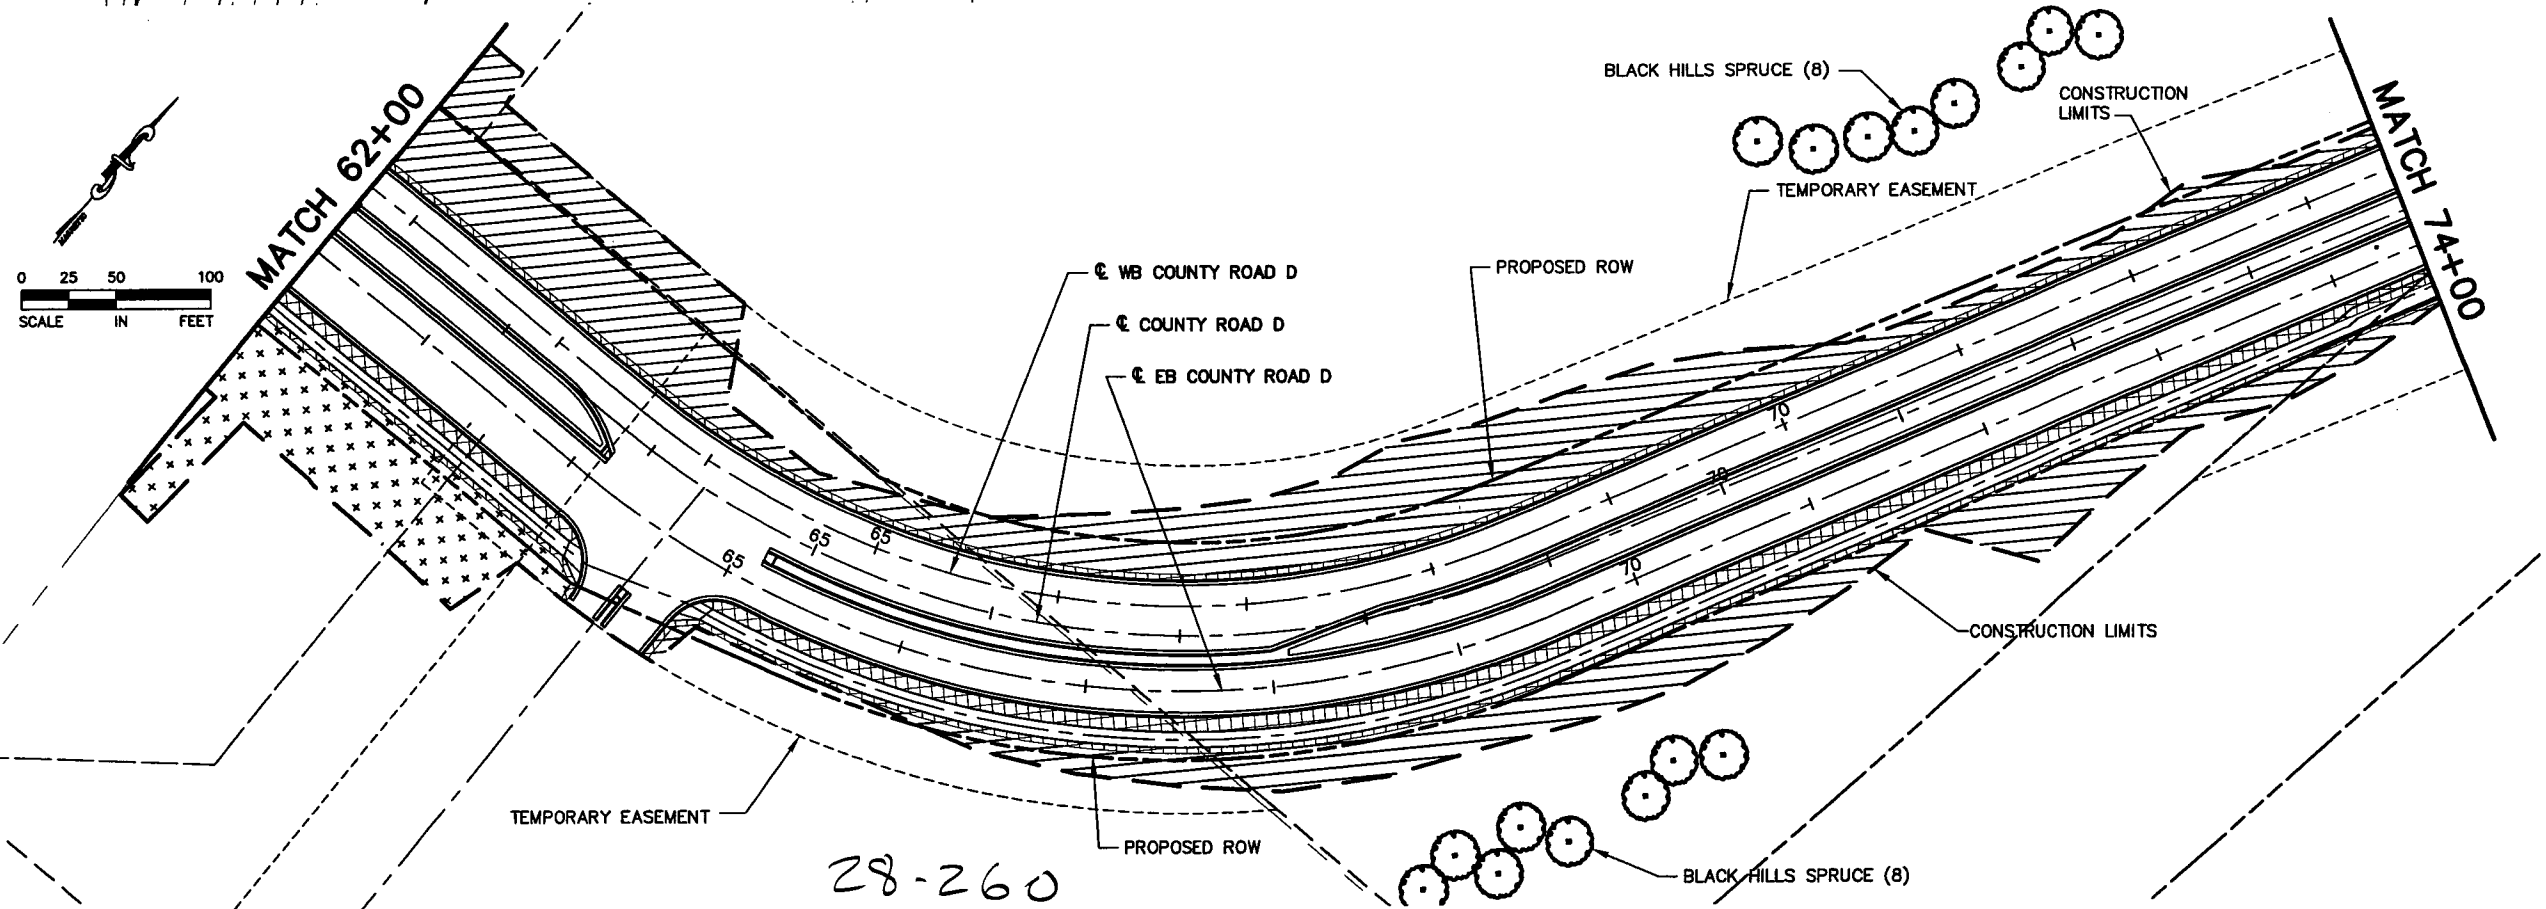 BLACK HILLS SPRUCE (8)
CONSTRUCTION
LIMITS
MATCH 62+00
MATCH 74+00
TEMPORARY EASEMENT
0 25 50 100
SCALE IN FEET
℄ WB COUNTY ROAD D
PROPOSED ROW
℄ COUNTY ROAD D
℄ EB COUNTY ROAD D
70
70
65
65
65
70
CONSTRUCTION LIMITS
TEMPORARY EASEMENT
PROPOSED ROW
28-260
BLACK HILLS SPRUCE (8)